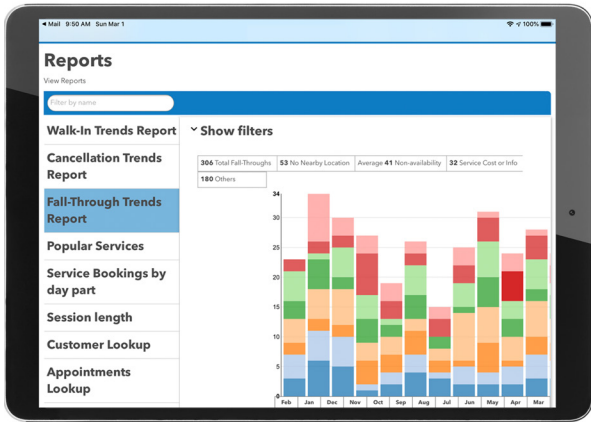 Mail 9:50 AM Sun Mar 1
100%
Reports
View Reports
Filter by name
Walk-In Trends Report
Cancellation Trends
Report
Fall-Through Trends
Report
Popular Services
Service Bookings by
day part
Session length
Customer Lookup
Appointments
Lookup
Show filters
306 Total Fall-Throughs 53 No Nearby Location Average 41 Non-availability 32 Service Cost or Info
180 Others
34
30
25
20
15
10
5
0
Feb Jan Dec Nov Oct Sep Aug Jul Jun May Apr Mar